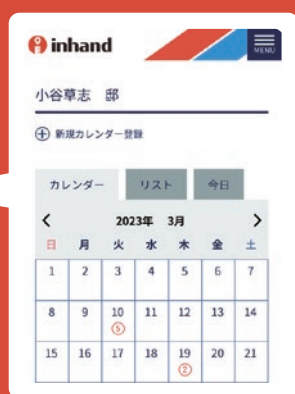 inhand
MENU
小谷草志 邸
新規カレンダー登録
カレンダー リスト 今日
2023年 3月
日 月 火 水 木 金 土
1 2 3 4 5 6 7
8 9 10 11 12 13 14
5
15 16 17 18 19 20 21
2